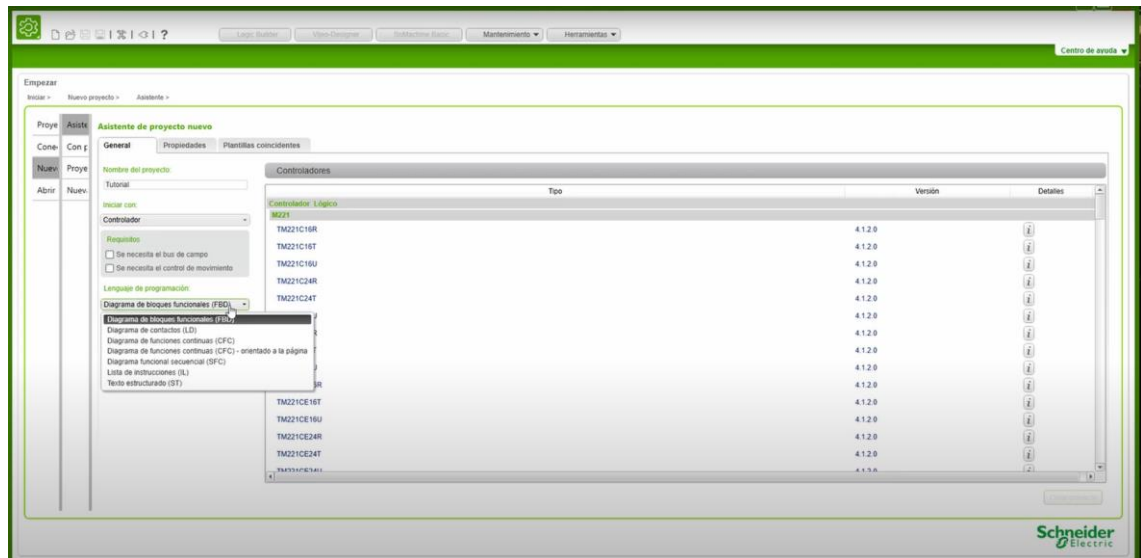 ?
Logic Builder
Vijeo-Designer
SoMachine Basic
Mantenimiento
Herramientas
Centro de ayuda
Empezar
Iniciar >
Nuevo proyecto >
Asistente >
Proye
Asiste
Asistente de proyecto nuevo
Cone
Con p
General
Propiedades
Plantillas coincidentes
Nuev
Proye
Nombre del proyecto:
Controladores
Abrir
Nuev
Tutorial
Tipo
Versión
Detalles
Iniciar con:
Controlador Lógico
Controlador
M221
TM221C16R
4.1.2.0
i
Requisitos
TM221C16T
4.1.2.0
i
Se necesita el bus de campo
TM221C16U
4.1.2.0
i
Se necesita el control de movimiento
TM221C24R
4.1.2.0
i
Lenguaje de programación:
TM221C24T
4.1.2.0
i
Diagrama de bloques funcionales (FBD)
Diagrama de bloques funcionales (FBD)
4.1.2.0
i
Diagrama de contactos (LD)
4.1.2.0
i
Diagrama de funciones continuas (CFC)
Diagrama de funciones continuas (CFC) - orientado a la página
4.1.2.0
i
Diagrama funcional secuencial (SFC)
4.1.2.0
i
Lista de instrucciones (IL)
Texto estructurado (ST)
4.1.2.0
i
TM221CE16T
4.1.2.0
i
TM221CE16U
4.1.2.0
i
TM221CE24R
4.1.2.0
i
TM221CE24T
4.1.2.0
i
TM221CE24U
4.1.2.0
i
Schneider
Electric